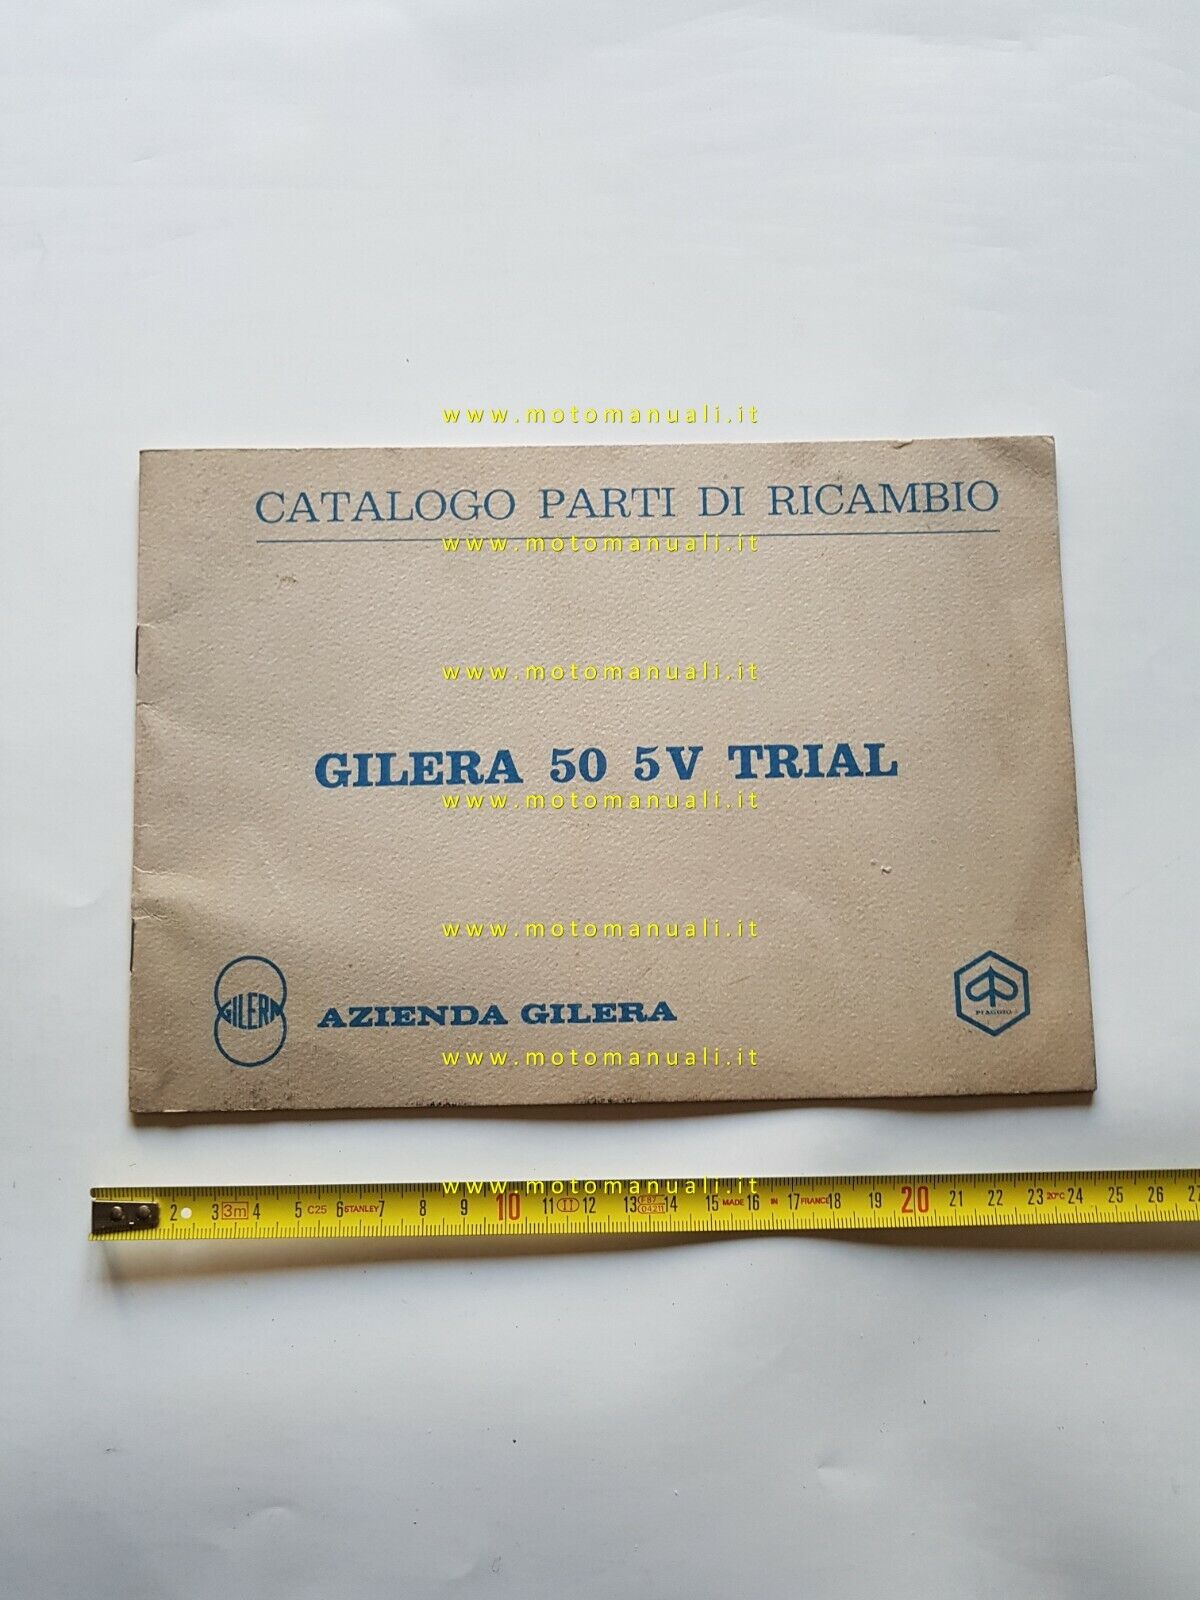 www.motomanuali.it
CATALOGO PARTI DI RICAMBIO
www.motomanuali.it
www.motomanuali.it
GILERA 50 5V TRIAL
www.motomanuali.it
www.motomanuali.it
GILERA AZIENDA GILERA
PIAGGIO
www.motomanuali.it
www.motomanuali.it
2 3 3m 4 5 C25 6 STANLEY 7 8 9 10 11 12 13 14 15 MADE 16 IN 17 FRANCE 18 19 20 21 22 23 20°C 24 25 26 27